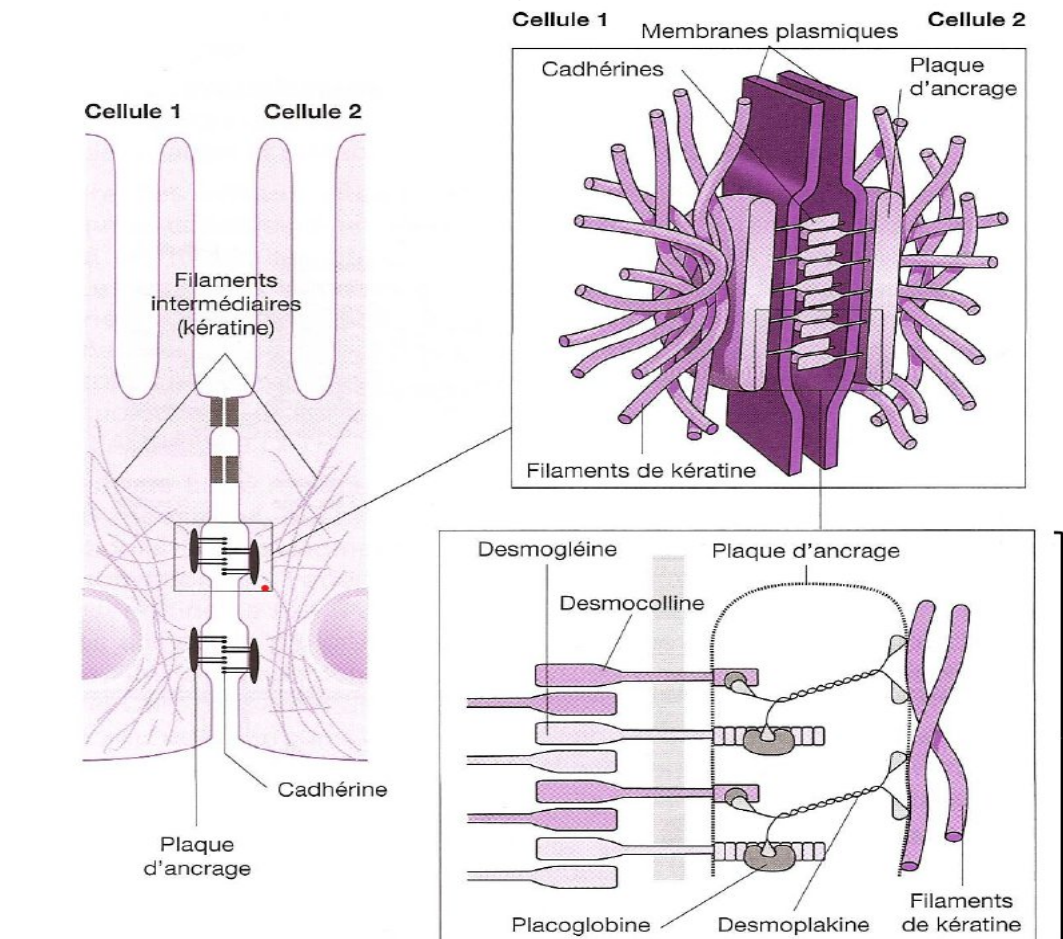 Cellule 1
Cellule 2
Filaments
intermédiaires
(kératine)
Cadhérine
Plaque
d'ancrage
Cellule 1
Cellule 2
Membranes plasmiques
Cadhérines
Plaque
d'ancrage
Filaments de kératine
Desmogléine
Plaque d'ancrage
Desmocolline
Placoglobine
Desmoplakine
Filaments
de kératine